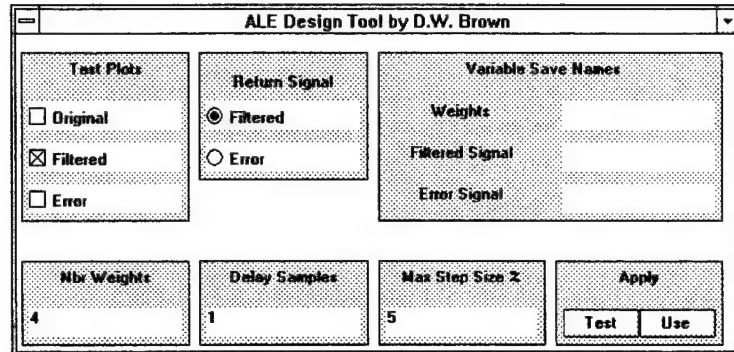 ALE Design Tool by D.W. Brown
Test Plots
Original
Filtered
Error
Return Signal
Filtered
Error
Variable Save Names
Weights
Filtered Signal
Error Signal
Nbr Weights
4
Delay Samples
1
Max Step Size %
5
Apply
Test Use